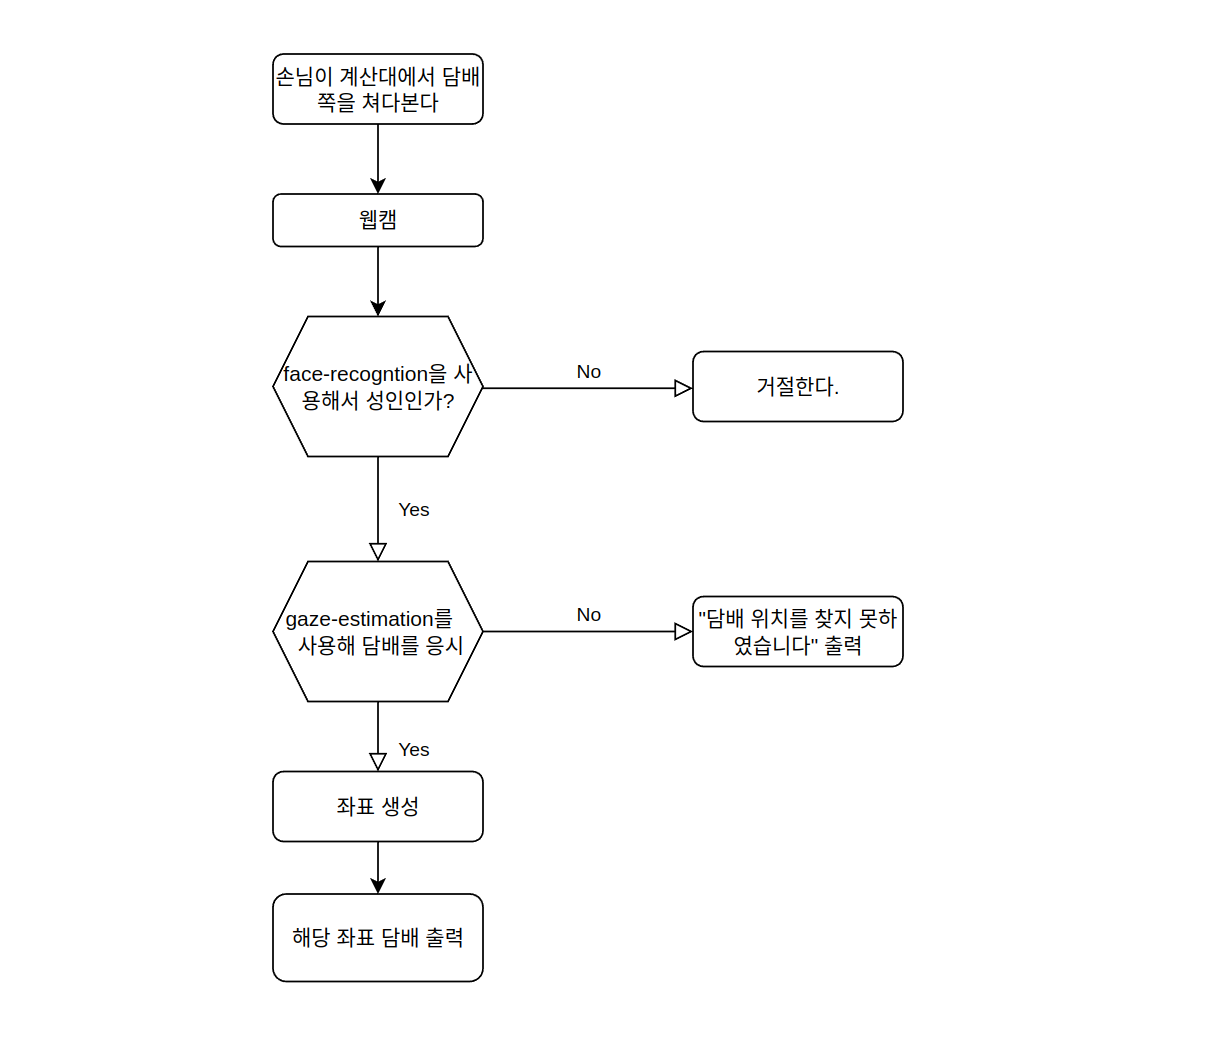 손님이 계산대에서 담배
쪽을 쳐다본다
웹캠
face-recogntion을 사
용해서 성인인가?
No
거절한다.
Yes
gaze-estimation를
사용해 담배를 응시
No
"담배 위치를 찾지 못하
였습니다" 출력
Yes
좌표 생성
해당 좌표 담배 출력